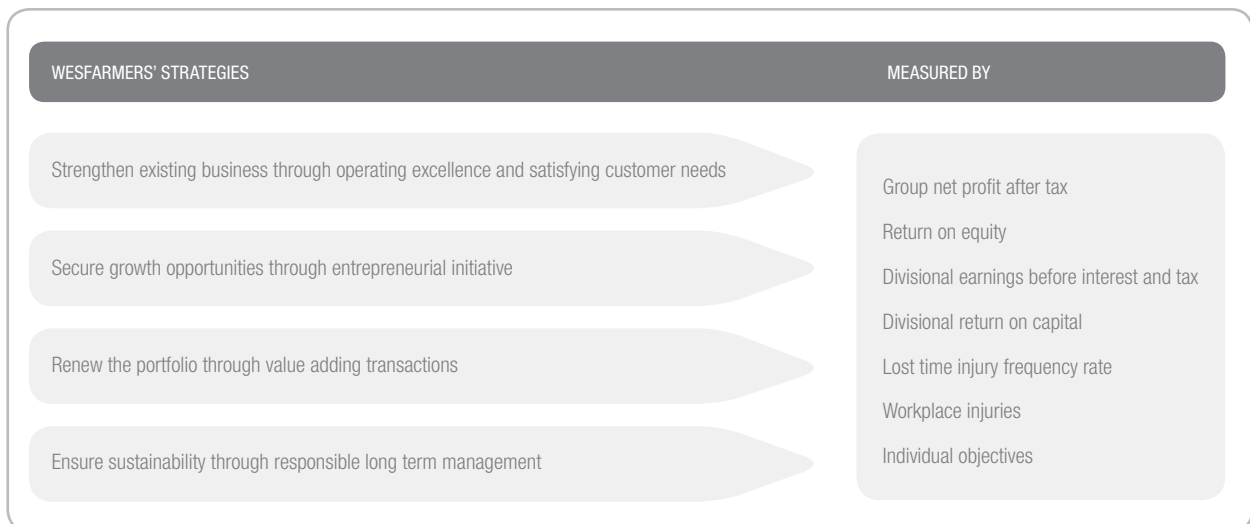 WESFARMERS' STRATEGIES
MEASURED BY
Strengthen existing business through operating excellence and satisfying customer needs
Secure growth opportunities through entrepreneurial initiative
Renew the portfolio through value adding transactions
Ensure sustainability through responsible long term management
Group net profit after tax
Return on equity
Divisional earnings before interest and tax
Divisional return on capital
Lost time injury frequency rate
Workplace injuries
Individual objectives